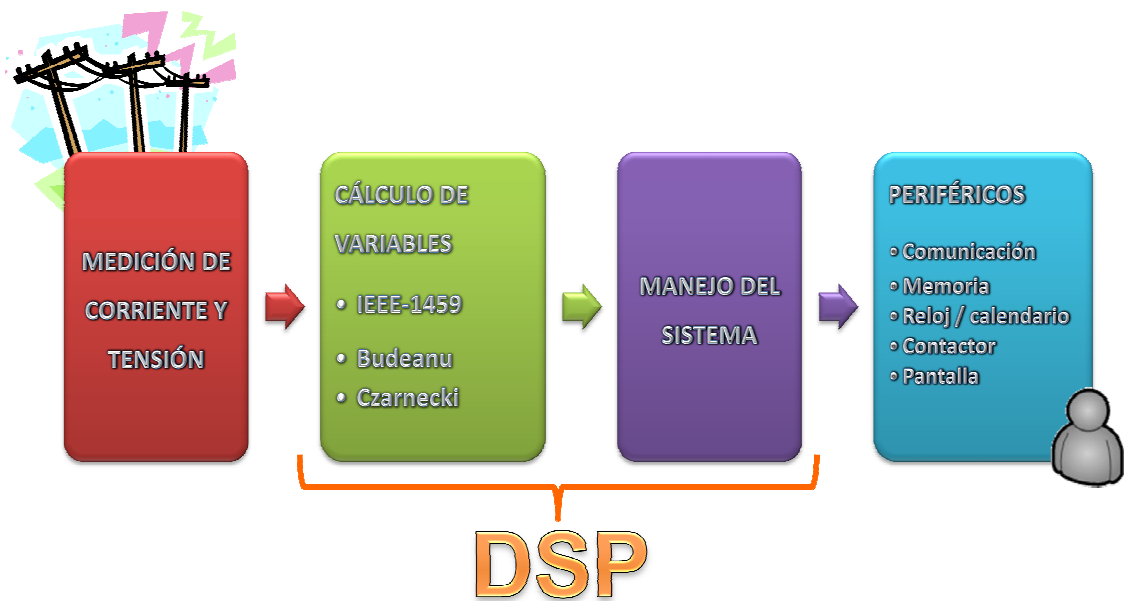 MEDICIÓN DE
CORRIENTE Y
TENSIÓN
CÁLCULO DE
VARIABLES
• IEEE-1459
• Budeanu
• Czarnecki
MANEJO DEL
SISTEMA
PERIFÉRICOS
• Comunicación
• Memoria
• Reloj / calendario
• Contactor
• Pantalla
DSP